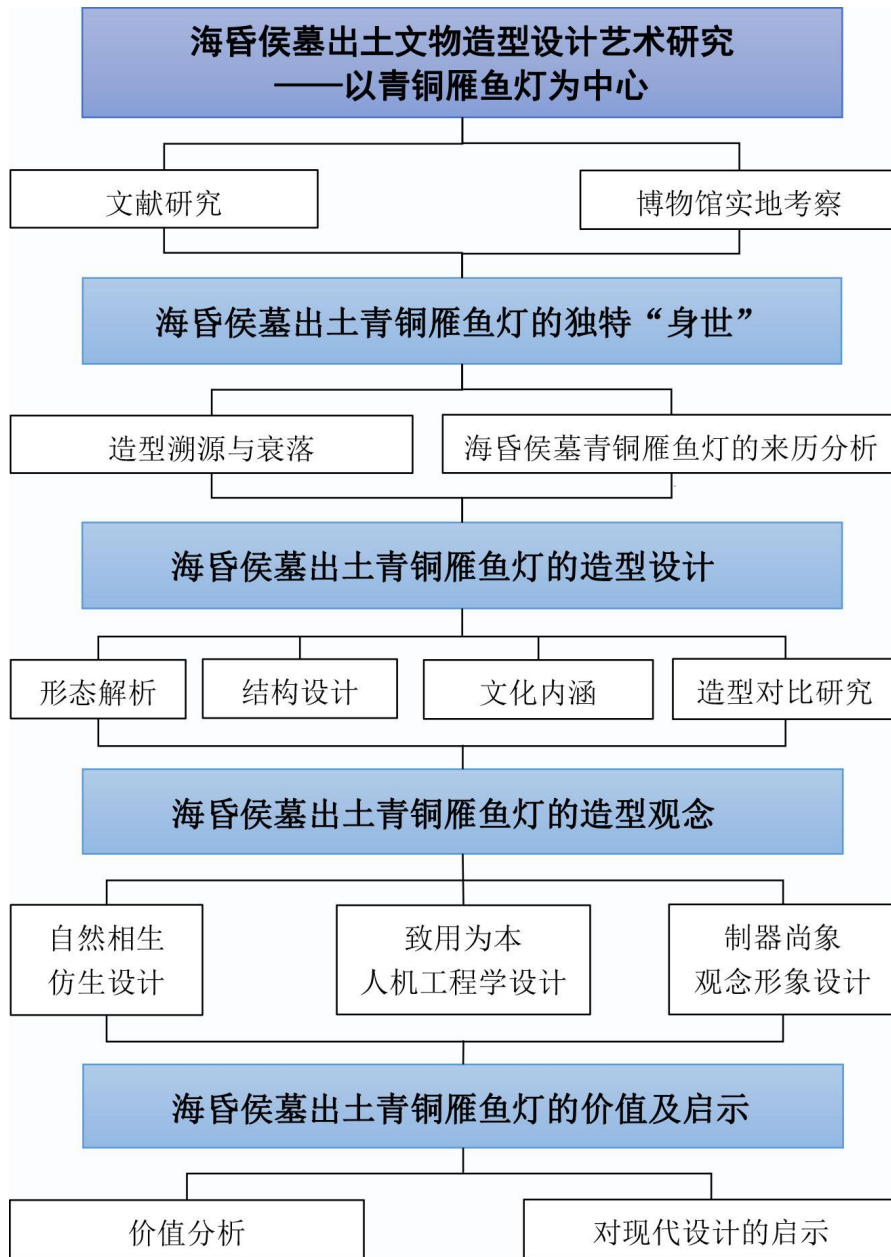 海昏侯墓出土文物造型设计艺术研究
——以青铜雁鱼灯为中心
文献研究
博物馆实地考察
海昏侯墓出土青铜雁鱼灯的独特“身世”
造型溯源与衰落
海昏侯墓青铜雁鱼灯的来历分析
海昏侯墓出土青铜雁鱼灯的造型设计
形态解析
结构设计
文化内涵
造型对比研究
海昏侯墓出土青铜雁鱼灯的造型观念
自然相生
仿生设计
致用为本
人机工程学设计
制器尚象
观念形象设计
海昏侯墓出土青铜雁鱼灯的价值及启示
价值分析
对现代设计的启示